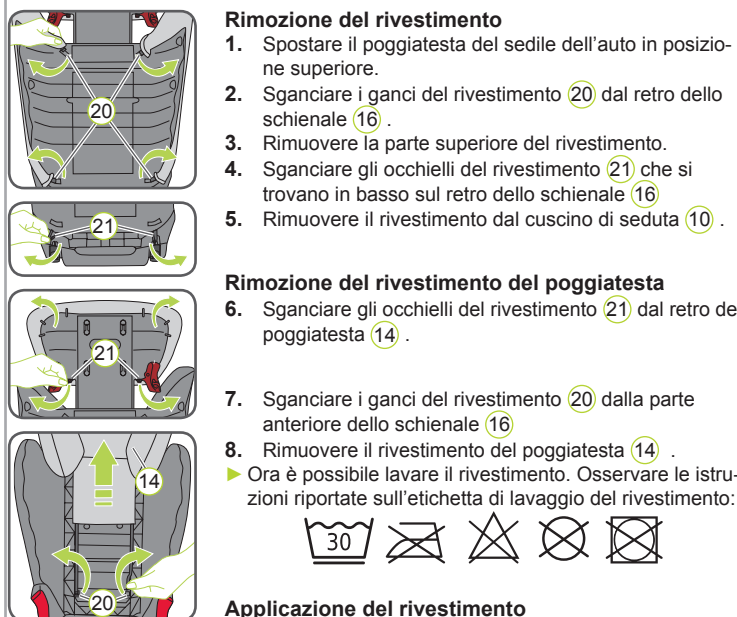 Rimozione del rivestimento
1. Spostare il poggiatesta del sedile dell'auto in posizio-
ne superiore.
2. Sganciare i ganci del rivestimento 20 dal retro dello
schienale 16 .
3. Rimuovere la parte superiore del rivestimento.
4. Sganciare gli occhielli del rivestimento 21 che si
trovano in basso sul retro dello schienale 16
5. Rimuovere il rivestimento dal cuscino di seduta 10 .
20
21
Rimozione del rivestimento del poggiatesta
6. Sganciare gli occhielli del rivestimento 21 dal retro de
poggiatesta 14 .
7. Sganciare i ganci del rivestimento 20 dalla parte
anteriore dello schienale 16
8. Rimuovere il rivestimento del poggiatesta 14 .
► Ora è possibile lavare il rivestimento. Osservare le istru-
zioni riportate sull'etichetta di lavaggio del rivestimento:
21
14
20
30
Applicazione del rivestimento